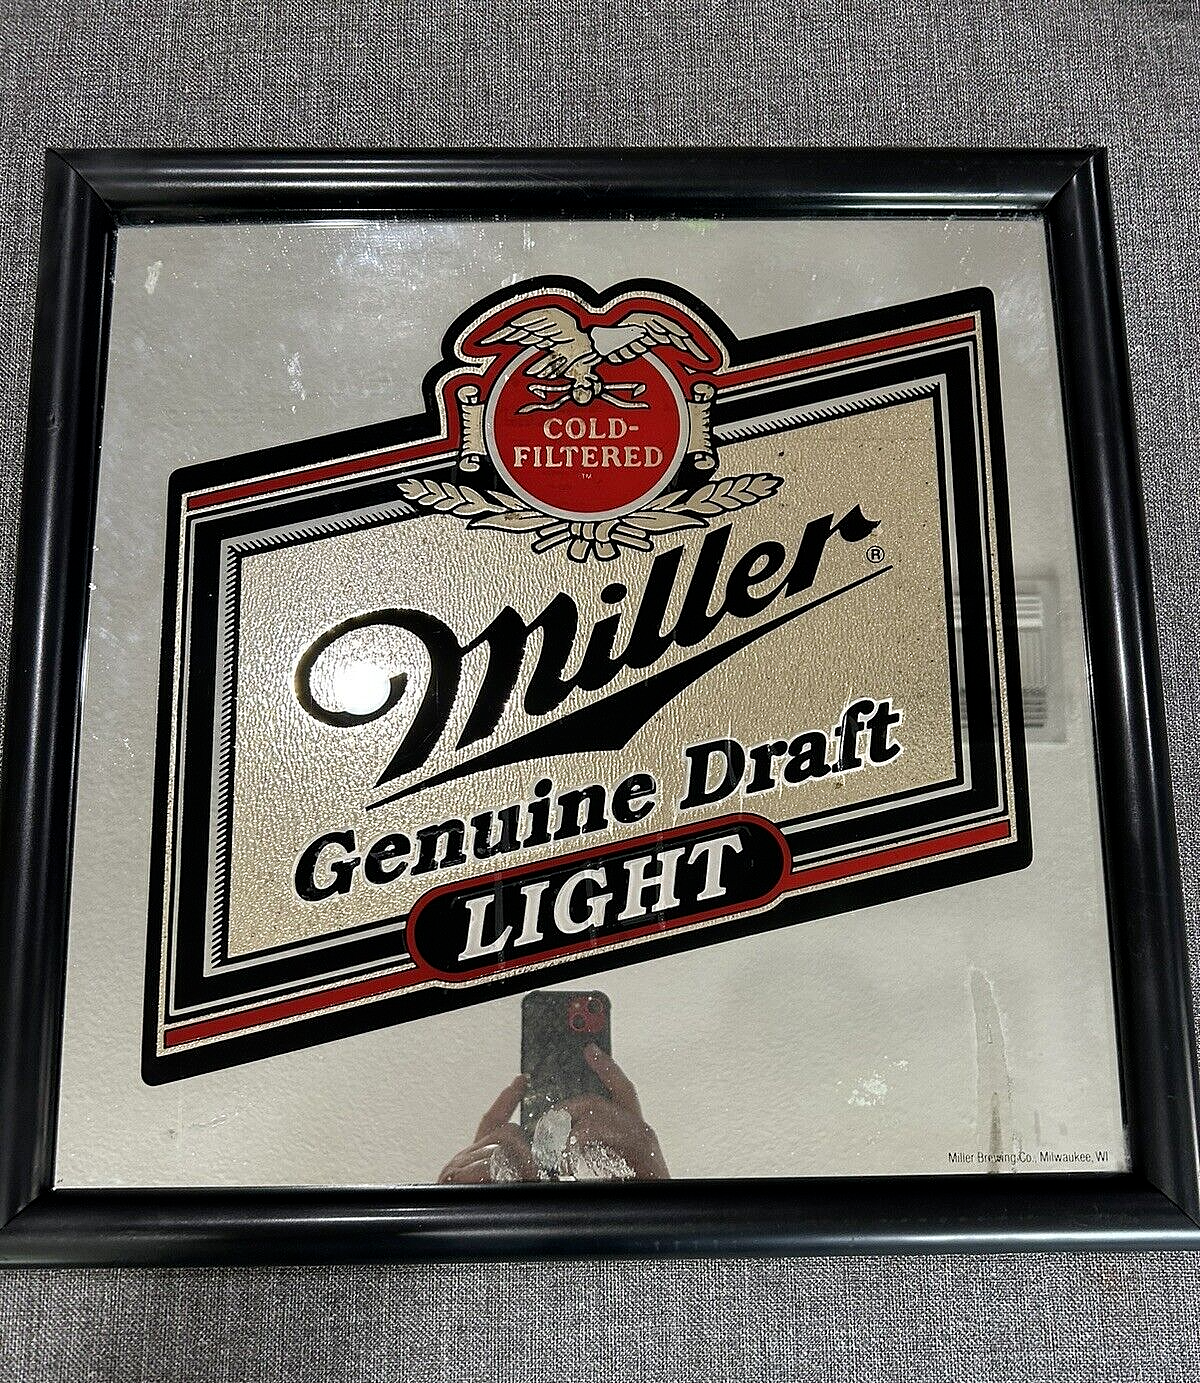 COLD-
FILTERED
™
Miller®
Genuine Draft
LIGHT
Miller Brewing Co., Milwaukee, WI